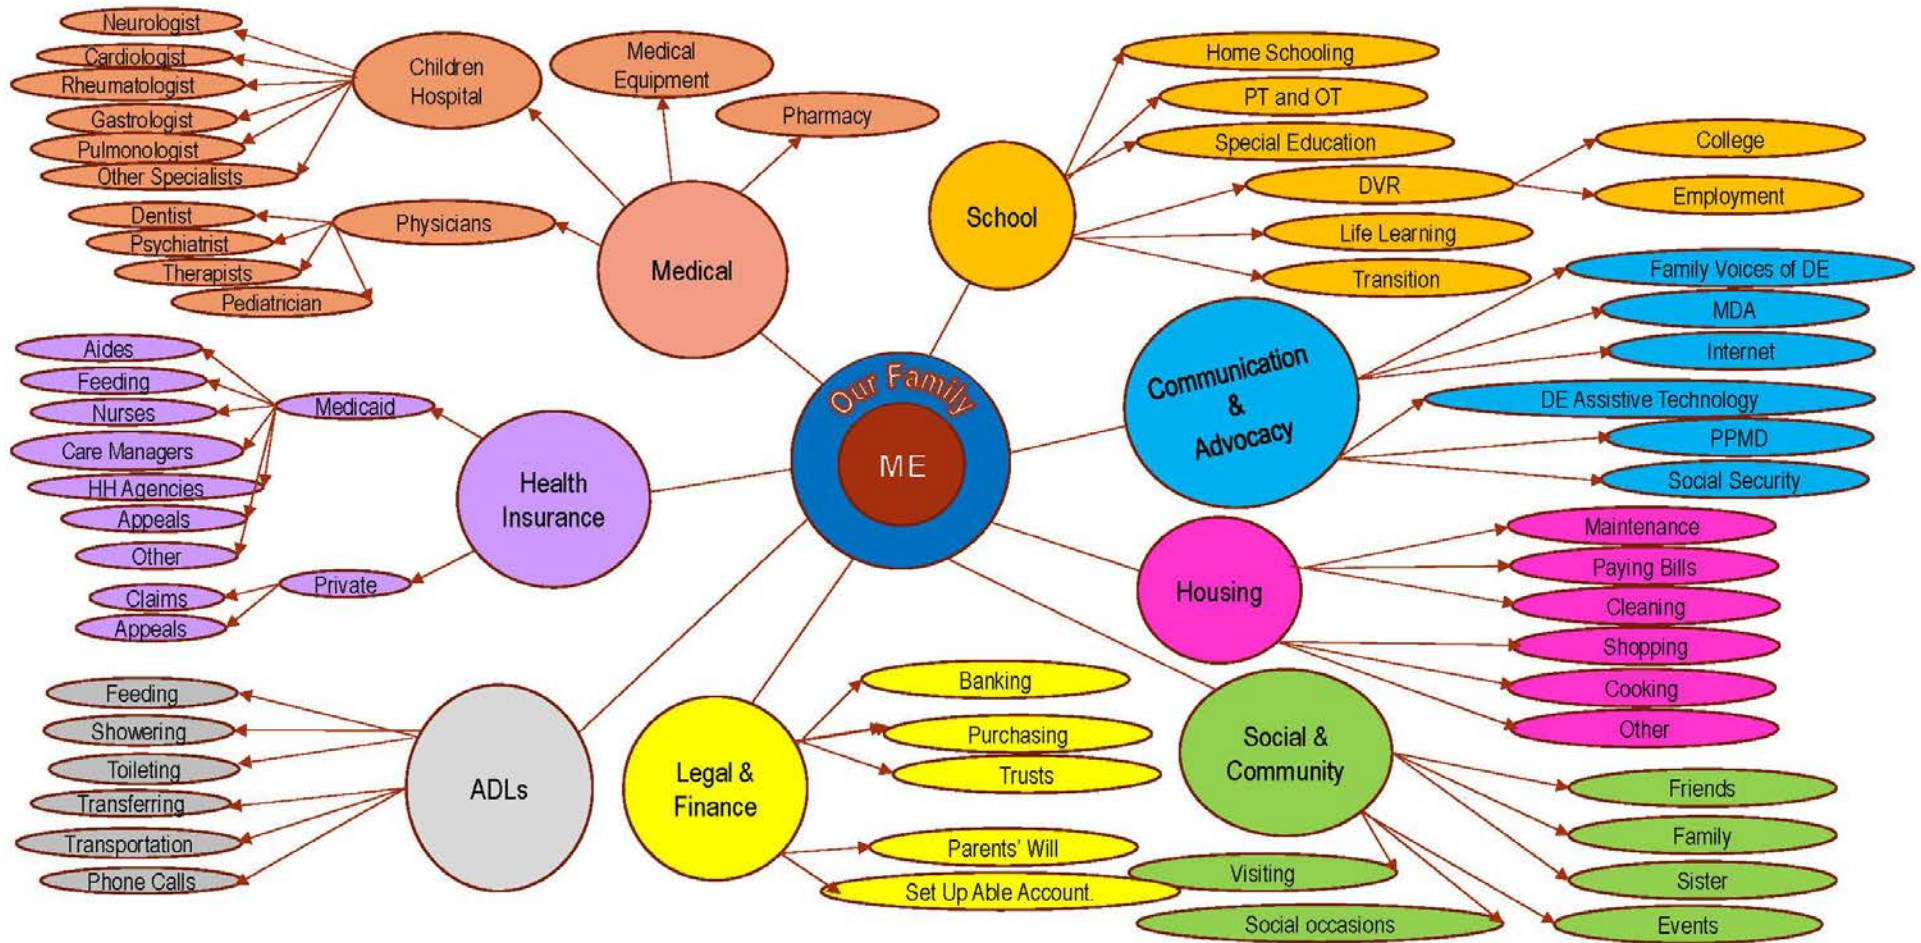 Neurologist
Cardiologist
Rheumatologist
Gastrologist
Pulmonologist
Other Specialists
Children
Hospital
Medical
Equipment
Pharmacy
Dentist
Psychiatrist
Therapists
Pediatrician
Physicians
Medical
School
Home Schooling
PT and OT
Special Education
DVR
College
Employment
Life Learning
Transition
Our Family
ME
Communication
&
Advocacy
Family Voices of DE
MDA
Internet
DE Assistive Technology
PPMD
Social Security
Aides
Feeding
Nurses
Care Managers
HH Agencies
Appeals
Other
Medicaid
Health
Insurance
Private
Claims
Appeals
Housing
Maintenance
Paying Bills
Cleaning
Shopping
Cooking
Other
Feeding
Showering
Toileting
Transferring
Transportation
Phone Calls
ADLs
Legal &
Finance
Banking
Purchasing
Trusts
Parents' Will
Set Up Able Account.
Social &
Community
Friends
Family
Sister
Events
Visiting
Social occasions